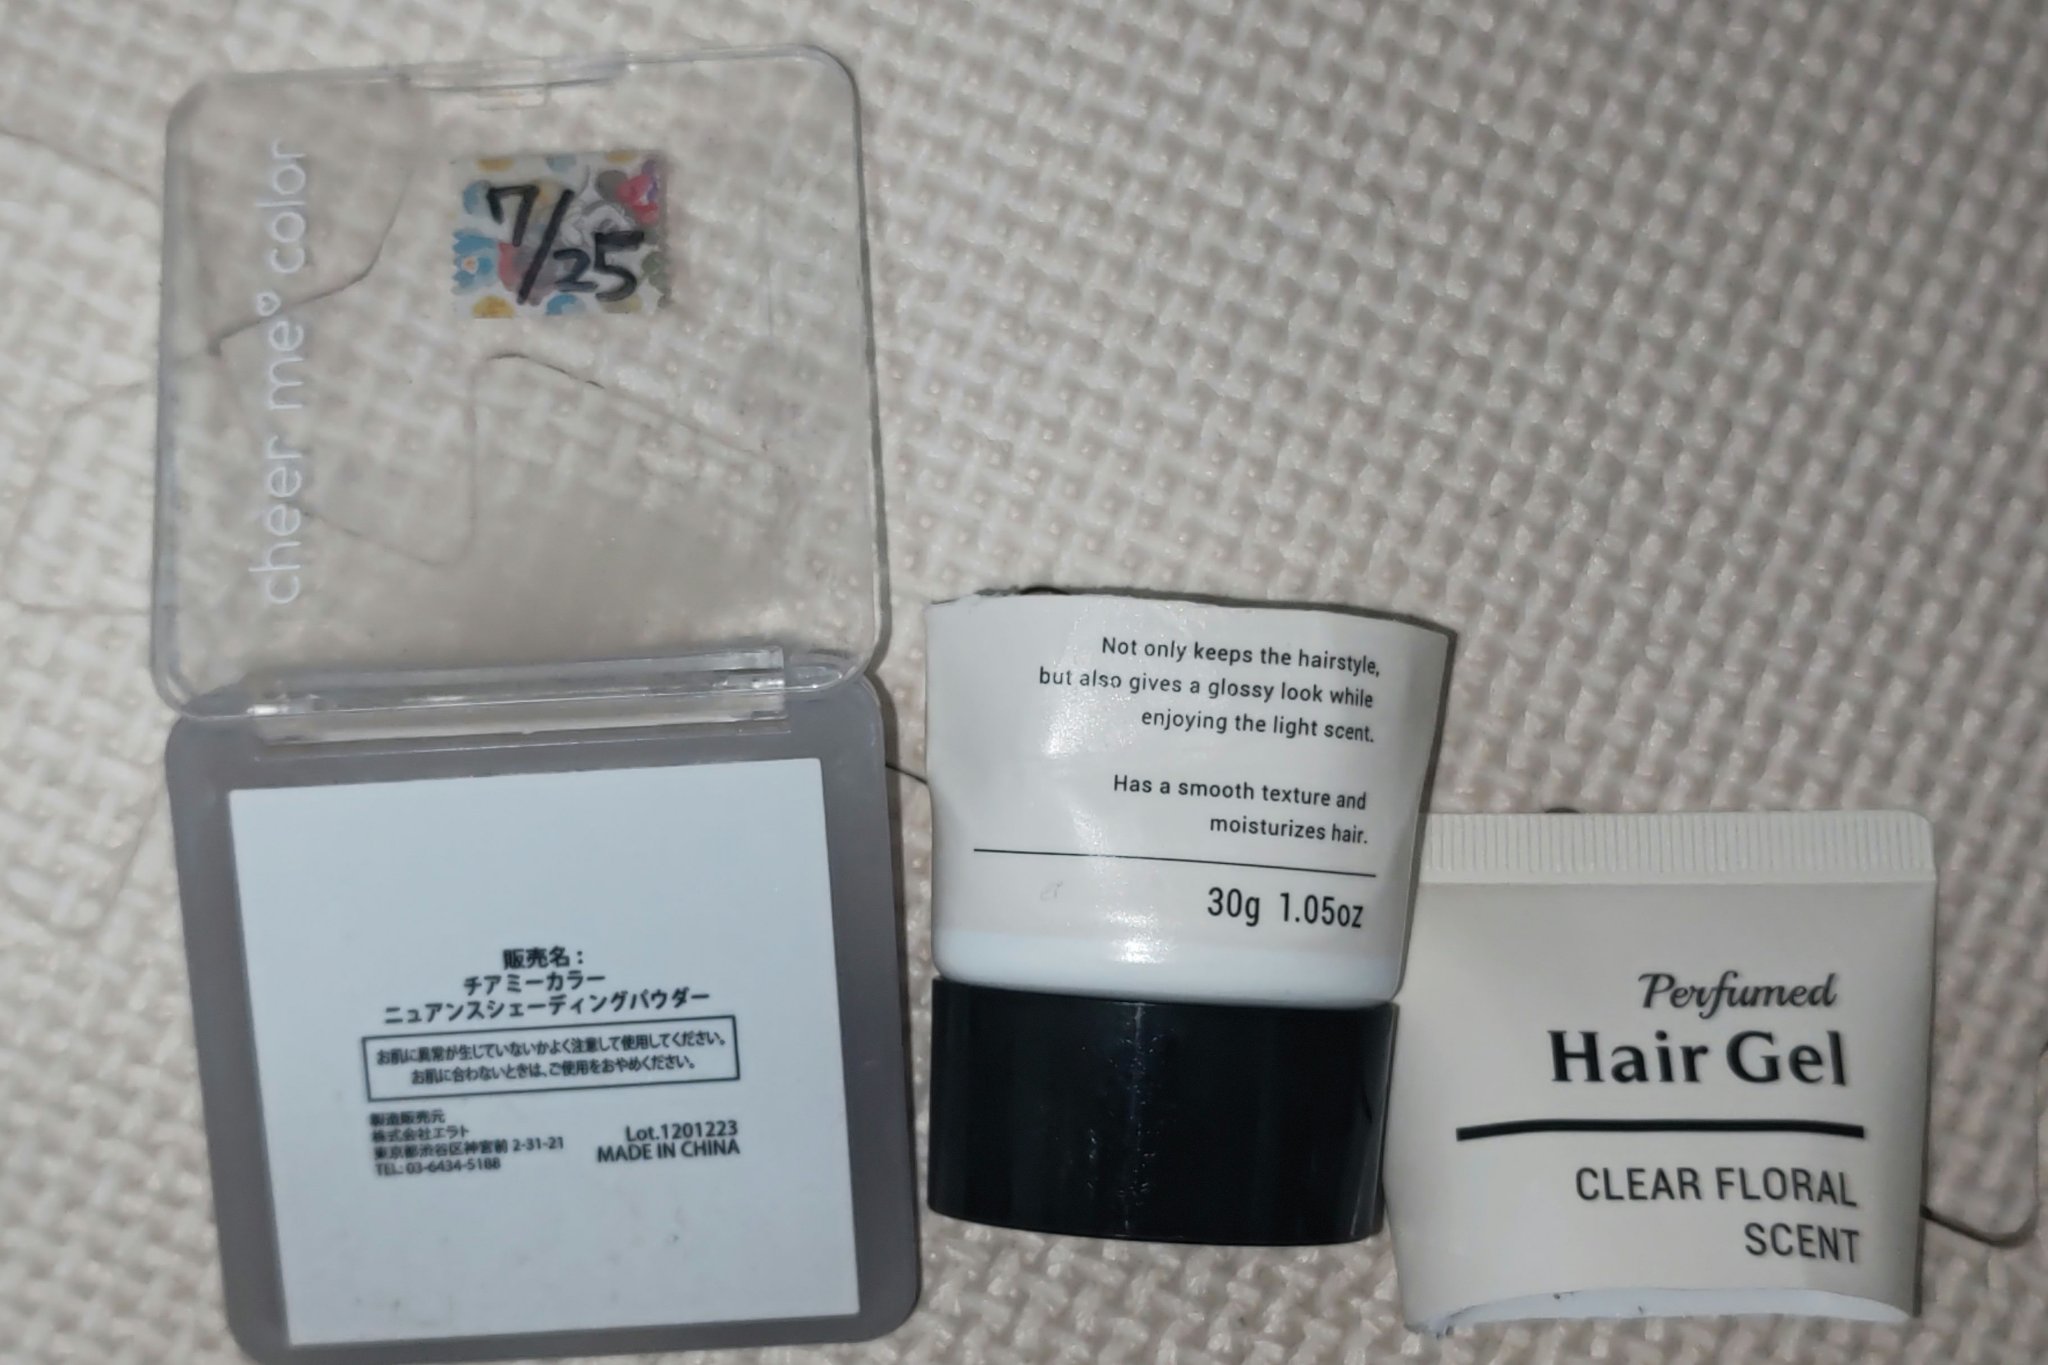 cheer me♡color
7/25
販売名：
チアミーカラー
ニュアンスシェーディングパウダー
お肌に異常が生じていないかよく注意して使用してください。
お肌に合わないときは、ご使用をおやめください。
製造販売元
株式会社エラト
東京都渋谷区神宮前 2-31-21
TEL: 03-6434-5188
Lot.1201223
MADE IN CHINA
Not only keeps the hairstyle,
but also gives a glossy look while
enjoying the light scent.
Has a smooth texture and
moisturizes hair.
30g 1.05oz
Perfumed
Hair Gel
CLEAR FLORAL
SCENT